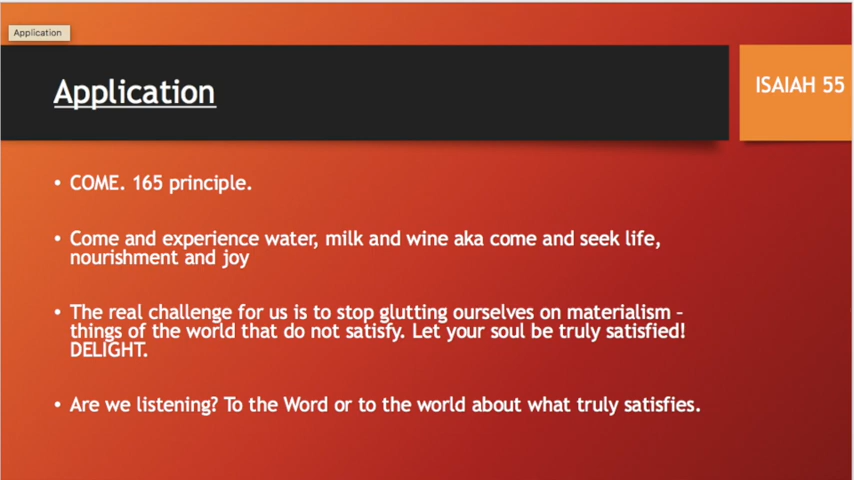 Application
Application
ISAIAH 55
• COME. 165 principle.
• Come and experience water, milk and wine aka come and seek life,
nourishment and joy
• The real challenge for us is to stop glutting ourselves on materialism –
things of the world that do not satisfy. Let your soul be truly satisfied!
DELIGHT.
• Are we listening? To the Word or to the world about what truly satisfies.